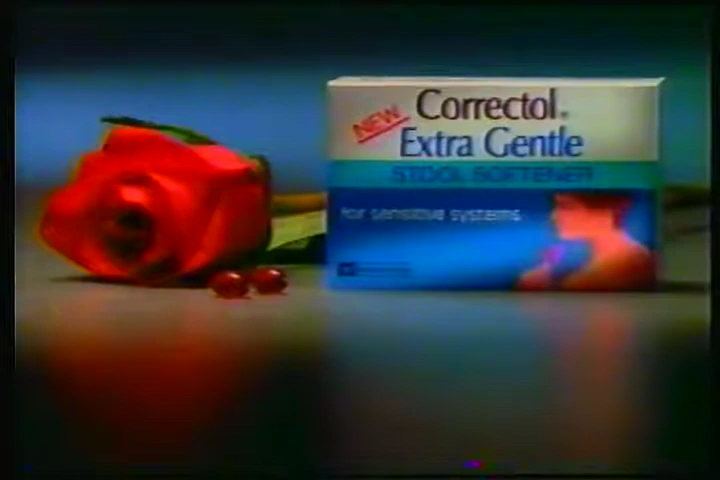 NEW
Correctol®
Extra Gentle
STOOL SOFTENER
for sensitive systems